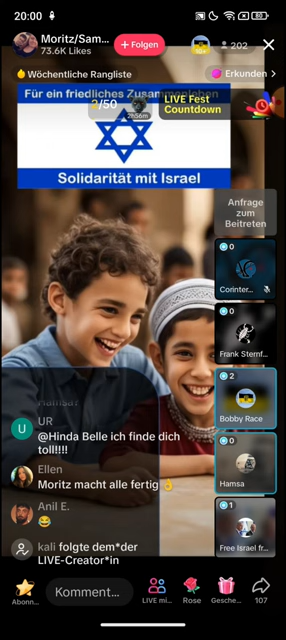 20:00
80
Moritz/Sam...
73.6K Likes
+ Folgen
202
Wöchentliche Rangliste
Erkunden >
Für ein friedliches Zusammenleben
/50
2h56m
LIVE Fest
Countdown
Solidarität mit Israel
Anfrage
zum
Beitreten
0
Corinter...
0
Frank Sternf...
2
Bobby Race
0
Hamsa
1
Free Israel fr...
Hamsa?
U
UR
@Hinda Belle ich finde dich
toll!!!!
Ellen
Moritz macht alle fertig 👌
Anil E.
😂
kali folgte dem*der
LIVE-Creator*in
Abonn...
Komment...
LIVE mi...
Rose
Gesche...
107